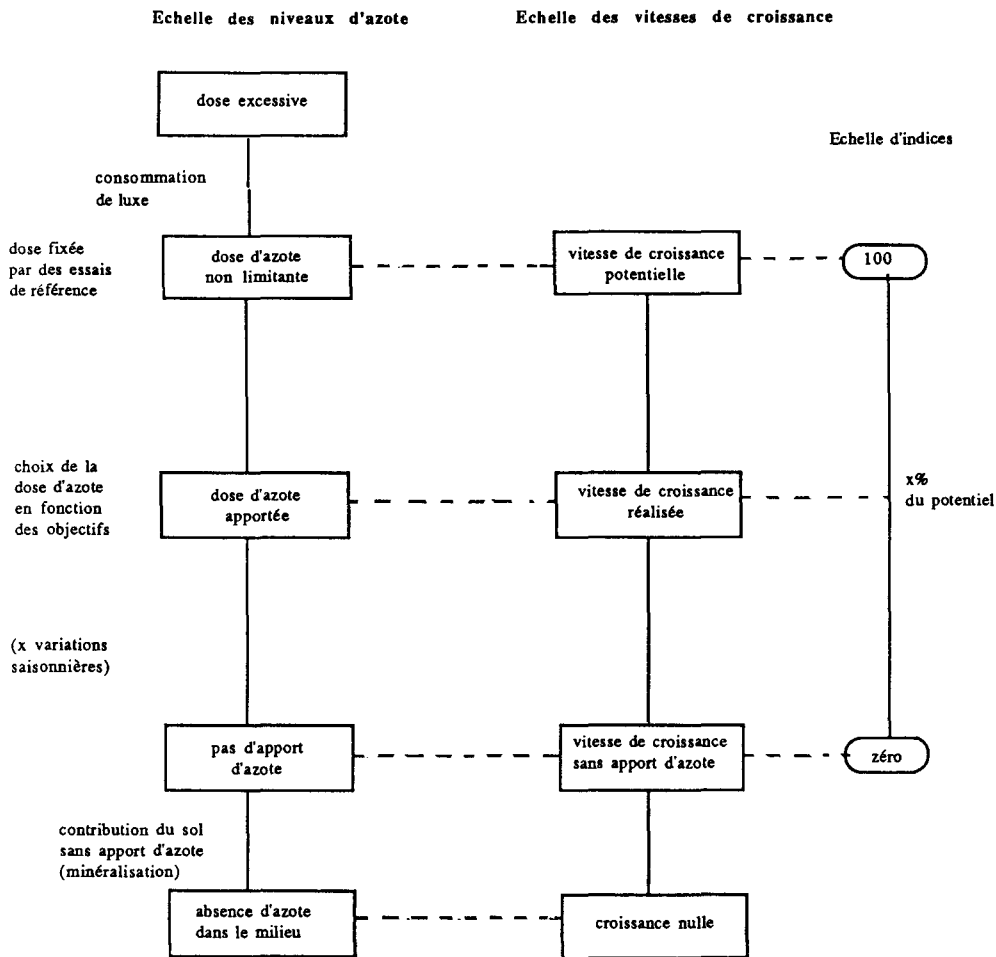 Echelle des niveaux d'azote
Echelle des vitesses de croissance
dose excessive
Echelle d'indices
consommation
de luxe
dose fixée
par des essais
de référence
dose d'azote
non limitante
vitesse de croissance
potentielle
100
choix de la
dose d'azote
en fonction
des objectifs
dose d'azote
apportée
vitesse de croissance
réalisée
x%
du potentiel
(x variations
saisonnières)
pas d'apport
d'azote
vitesse de croissance
sans apport d'azote
zéro
contribution du sol
sans apport d'azote
(minéralisation)
absence d'azote
dans le milieu
croissance nulle